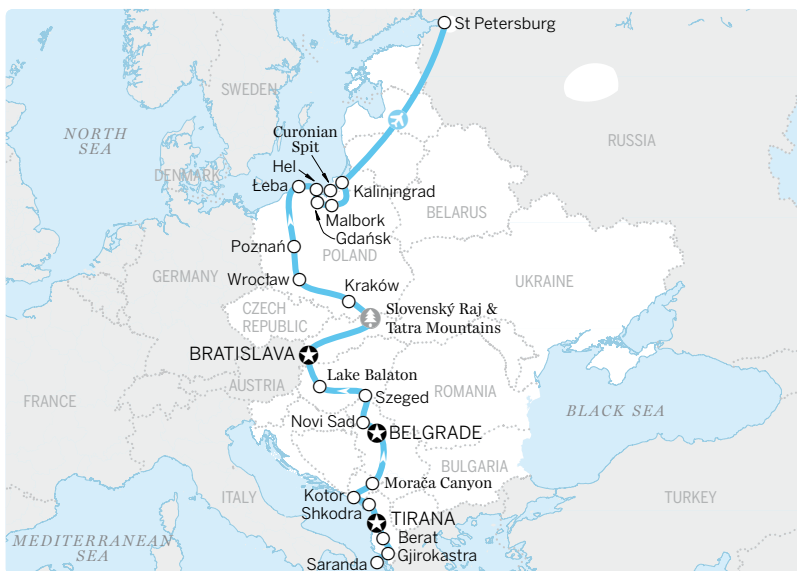 St Petersburg
SWEDEN
NORTH
SEA
RUSSIA
Curonian
Spit
DENMARK
Hel
Łeba
Kaliningrad
BELARUS
Malbork
Gdańsk
Poznań
POLAND
GERMANY
Wrocław
UKRAINE
Kraków
CZECH
REPUBLIC
Slovenský Raj &
Tatra Mountains
BRATISLAVA
Lake Balaton
AUSTRIA
ROMANIA
FRANCE
Szeged
BLACK SEA
Novi Sad
BELGRADE
BULGARIA
Morača Canyon
ITALY
Kotor
TURKEY
Shkodra
TIRANA
MEDITERRANEAN
SEA
Berat
Gjirokastra
Saranda